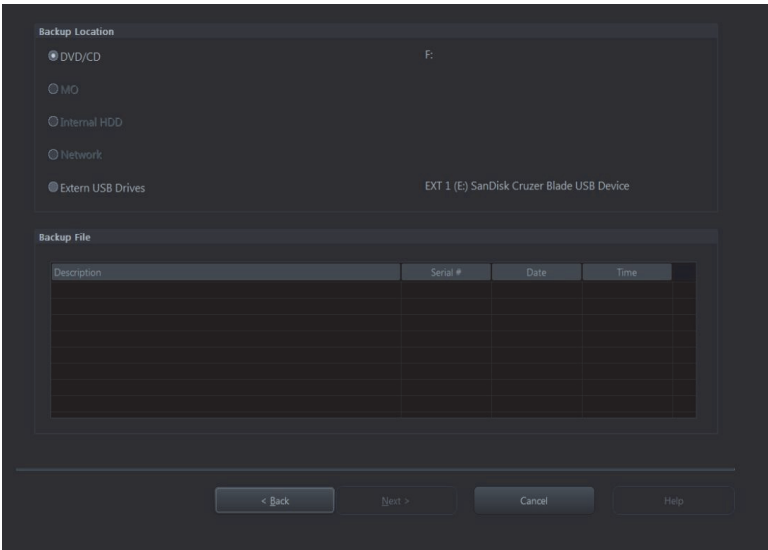 Backup Location
DVD/CD F:
MO
Internal HDD
Network
Extern USB Drives EXT 1 (E:) SanDisk Cruzer Blade USB Device
Backup File
Description Serial # Date Time
< Back Next > Cancel Help